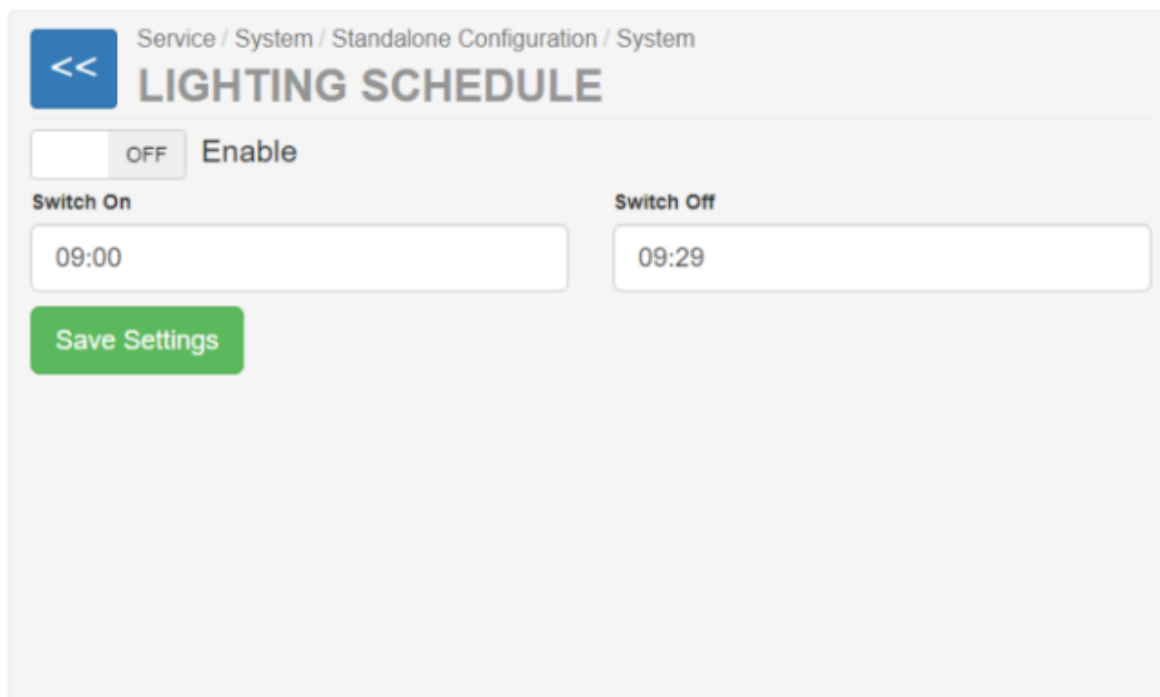 <<
Service / System / Standalone Configuration / System
LIGHTING SCHEDULE
OFF Enable
Switch On Switch Off
09:00 09:29
Save Settings